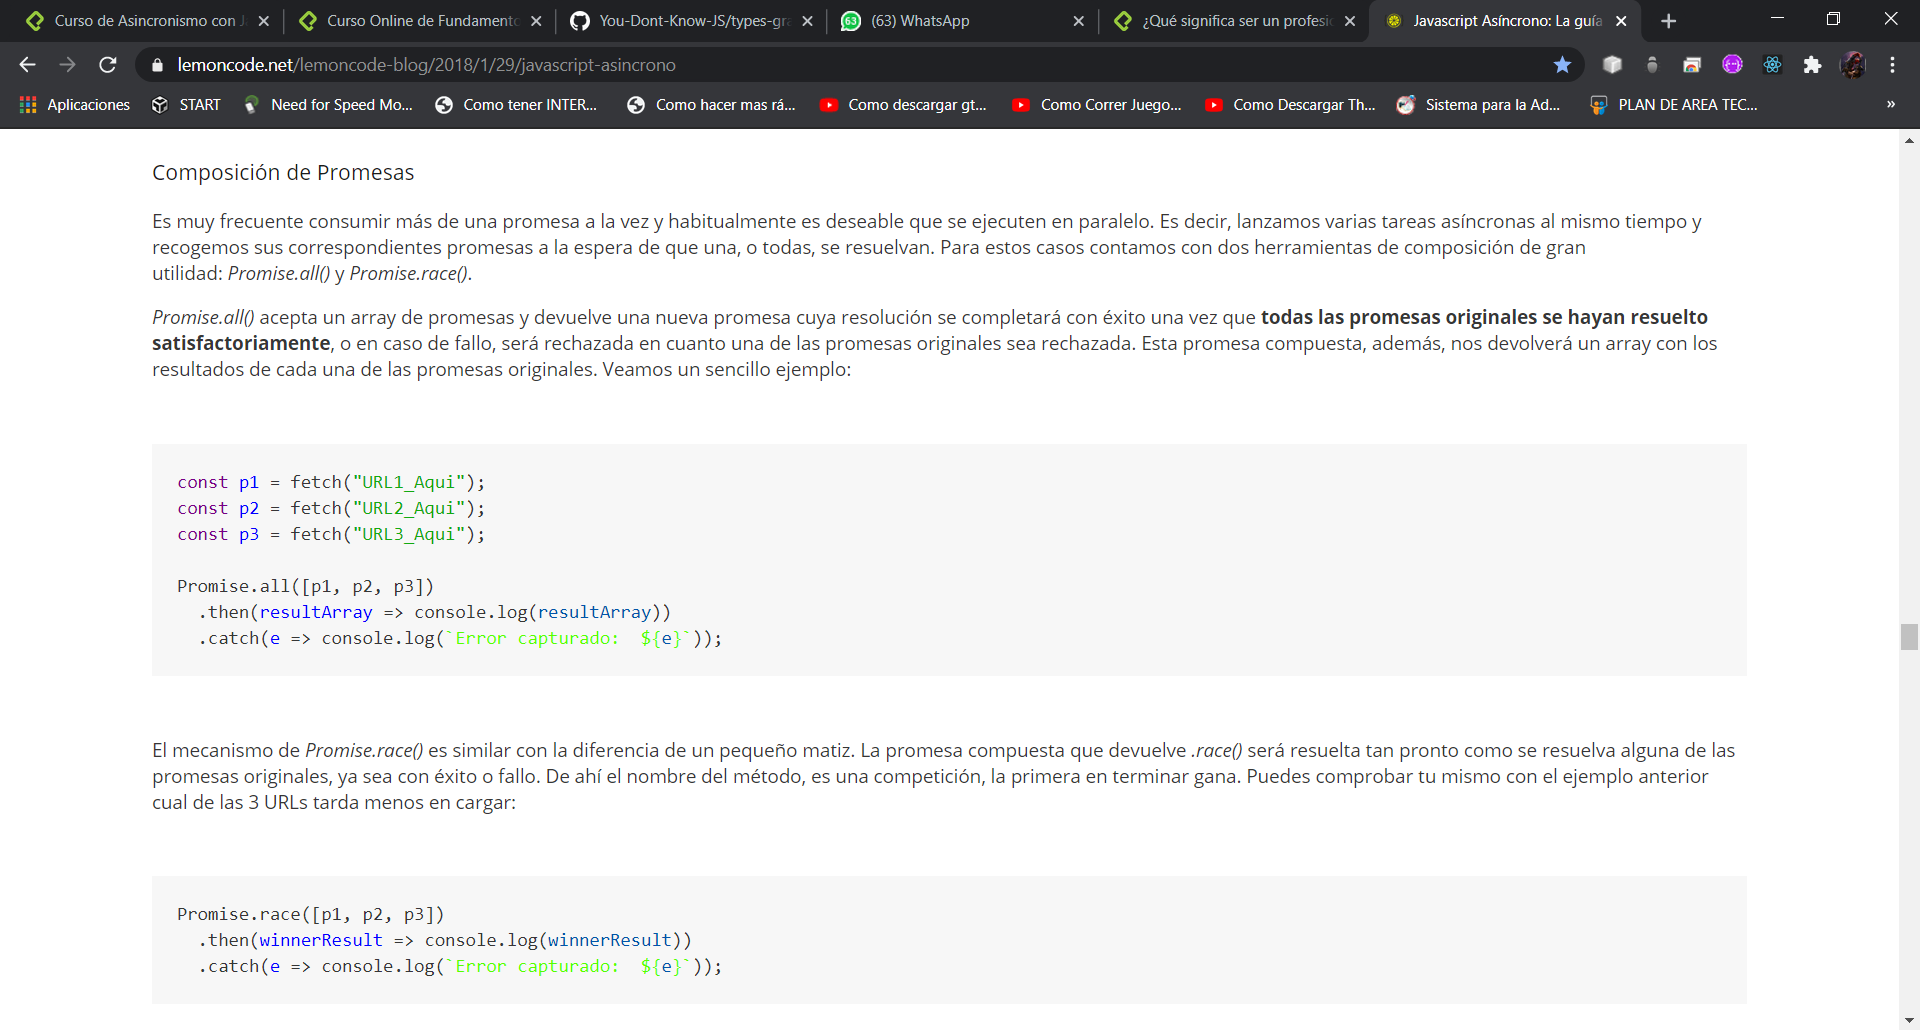 Curso de Asincronismo con J
Curso Online de Fundamento
You-Dont-Know-JS/types-gra
(63) WhatsApp
¿Qué significa ser un profesio
Javascript Asíncrono: La guía
lemoncode.net/lemoncode-blog/2018/1/29/javascript-asincrono
Aplicaciones
START
Need for Speed Mo...
Como tener INTER...
Como hacer mas rá...
Como descargar gt...
Como Correr Juego...
Como Descargar Th...
Sistema para la Ad...
PLAN DE AREA TEC...
»
Composición de Promesas
Es muy frecuente consumir más de una promesa a la vez y habitualmente es deseable que se ejecuten en paralelo. Es decir, lanzamos varias tareas asíncronas al mismo tiempo y
recogemos sus correspondientes promesas a la espera de que una, o todas, se resuelvan. Para estos casos contamos con dos herramientas de composición de gran
utilidad: Promise.all() y Promise.race().
Promise.all() acepta un array de promesas y devuelve una nueva promesa cuya resolución se completará con éxito una vez que todas las promesas originales se hayan resuelto
satisfactoriamente, o en caso de fallo, será rechazada en cuanto una de las promesas originales sea rechazada. Esta promesa compuesta, además, nos devolverá un array con los
resultados de cada una de las promesas originales. Veamos un sencillo ejemplo:
const p1 = fetch("URL1_Aqui");
const p2 = fetch("URL2_Aqui");
const p3 = fetch("URL3_Aqui");
Promise.all([p1, p2, p3])
  .then(resultArray => console.log(resultArray))
  .catch(e => console.log(`Error capturado:  ${e}`));
El mecanismo de Promise.race() es similar con la diferencia de un pequeño matiz. La promesa compuesta que devuelve .race() será resuelta tan pronto como se resuelva alguna de las
promesas originales, ya sea con éxito o fallo. De ahí el nombre del método, es una competición, la primera en terminar gana. Puedes comprobar tu mismo con el ejemplo anterior
cual de las 3 URLs tarda menos en cargar:
Promise.race([p1, p2, p3])
  .then(winnerResult => console.log(winnerResult))
  .catch(e => console.log(`Error capturado:  ${e}`));